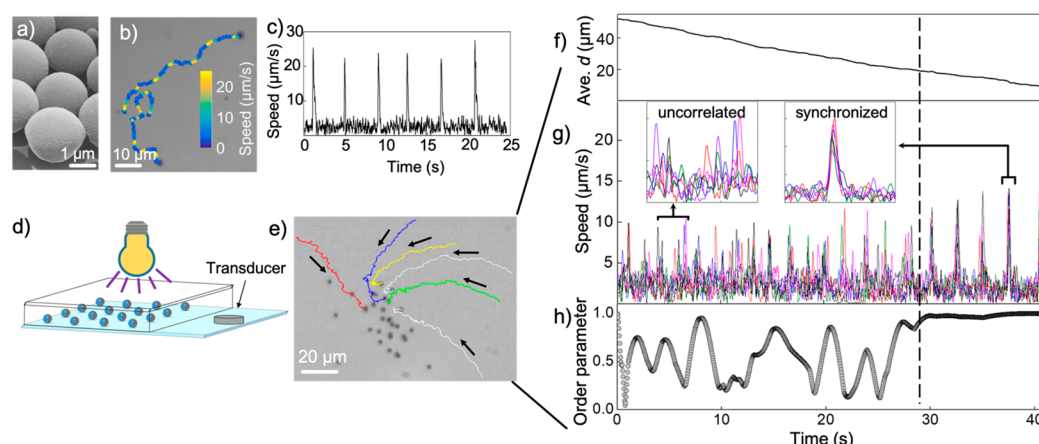 a)
1 µm
b)
Speed (µm/s)
20
10
0
10 µm
c)
Speed (µm/s)
30
20
10
0
0 5 10 15 20 25
Time (s)
d)
Transducer
e)
20 µm
f)
Ave. d (µm)
40
20
g)
uncorrelated
synchronized
Speed (µm/s)
20
15
10
5
h)
Order parameter
1.0
0.5
0.0
0 10 20 30 40
Time (s)